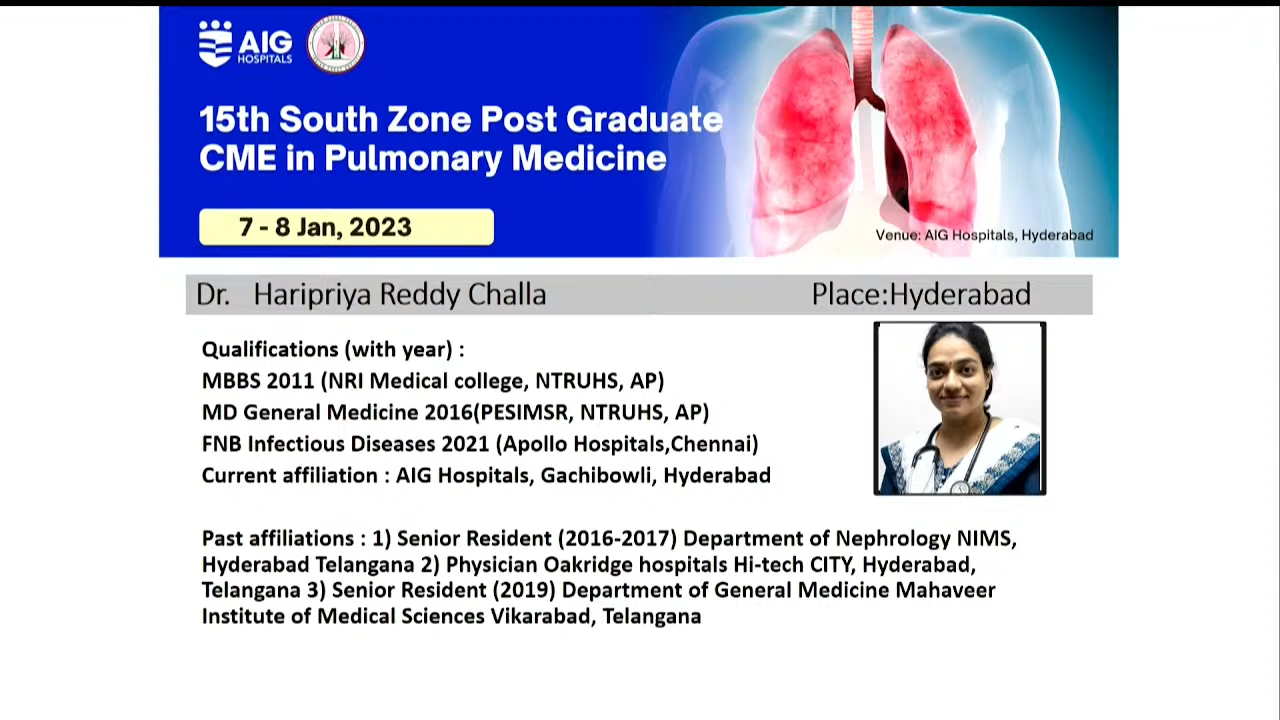 AIG
HOSPITALS
15th South Zone Post Graduate
CME in Pulmonary Medicine
7 - 8 Jan, 2023
Venue: AIG Hospitals, Hyderabad
Dr. Haripriya Reddy Challa Place:Hyderabad
Qualifications (with year) :
MBBS 2011 (NRI Medical college, NTRUHS, AP)
MD General Medicine 2016(PESIMSR, NTRUHS, AP)
FNB Infectious Diseases 2021 (Apollo Hospitals,Chennai)
Current affiliation : AIG Hospitals, Gachibowli, Hyderabad
Past affiliations : 1) Senior Resident (2016-2017) Department of Nephrology NIMS,
Hyderabad Telangana 2) Physician Oakridge hospitals Hi-tech CITY, Hyderabad,
Telangana 3) Senior Resident (2019) Department of General Medicine Mahaveer
Institute of Medical Sciences Vikarabad, Telangana